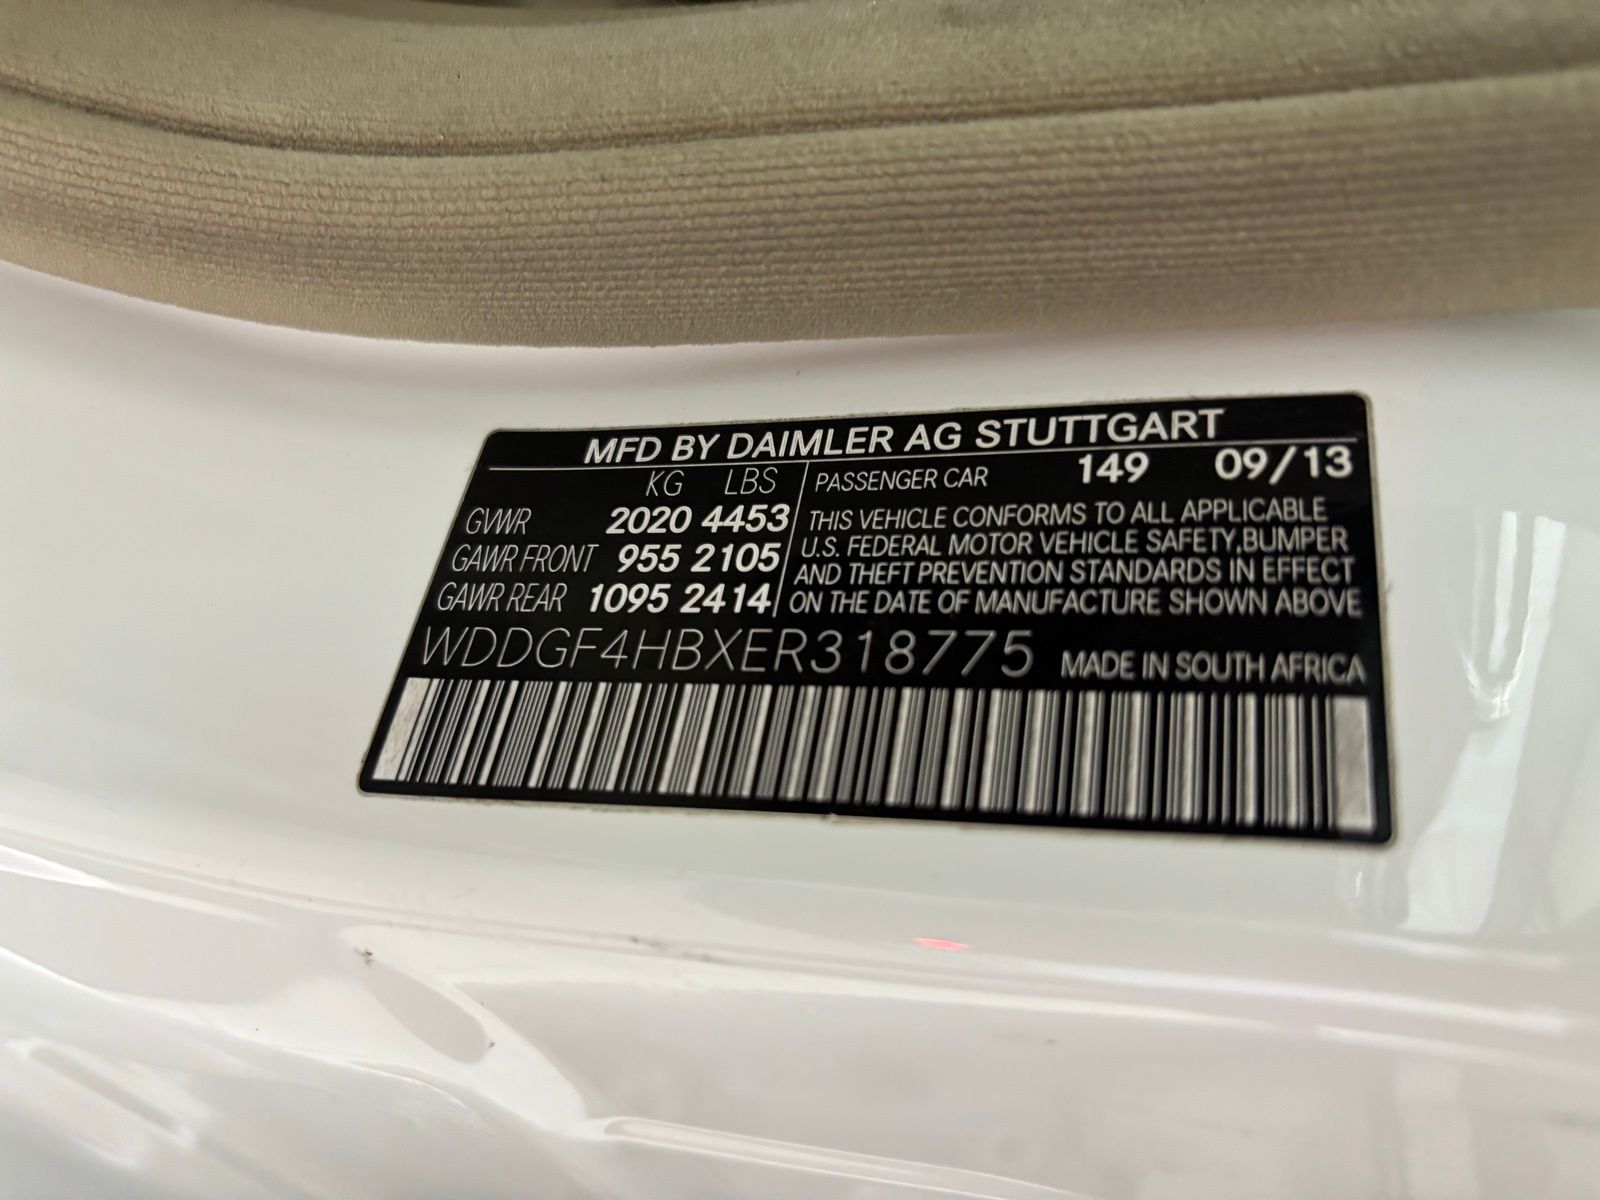 MFD BY DAIMLER AG STUTTGART
KG LBS
GVWR 2020 4453
GAWR FRONT 955 2105
GAWR REAR 1095 2414
PASSENGER CAR 149 09/13
THIS VEHICLE CONFORMS TO ALL APPLICABLE
U.S. FEDERAL MOTOR VEHICLE SAFETY,BUMPER
AND THEFT PREVENTION STANDARDS IN EFFECT
ON THE DATE OF MANUFACTURE SHOWN ABOVE
WDDGF4HBXER318775 MADE IN SOUTH AFRICA